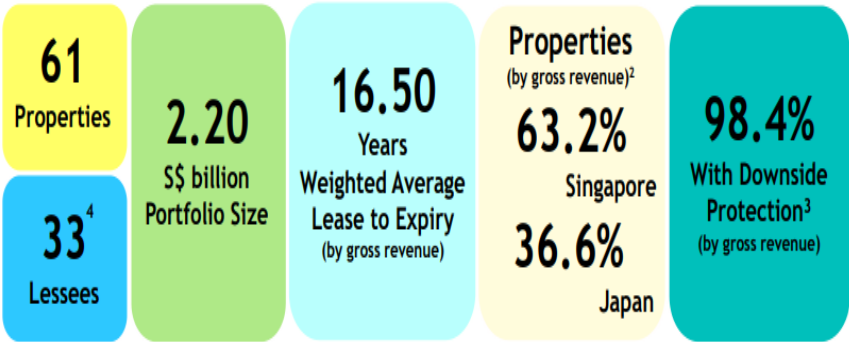 61
Properties
33⁴
Lessees
2.20
S$ billion
Portfolio Size
16.50
Years
Weighted Average
Lease to Expiry
(by gross revenue)
Properties
(by gross revenue)²
63.2%
Singapore
36.6%
Japan
98.4%
With Downside
Protection³
(by gross revenue)